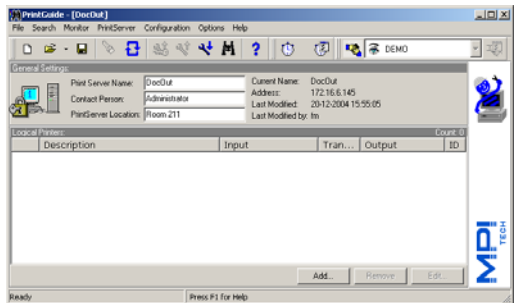 PrintGuide - [DocOut]
File Search Monitor PrintServer Configuration Options Help
DEMO
General Settings:
Print Server Name: DocOut Current Name: DocOut
Contact Person: Administrator Address: 172.16.6.145
Last Modified: 20-12-2004 15:55:05
PrintServer Location: Room 211 Last Modified by: lm
Logical Printers: Count: 0
Description Input Tran... Output ID
MPI TECH
Add... Remove Edit...
Ready Press F1 for Help